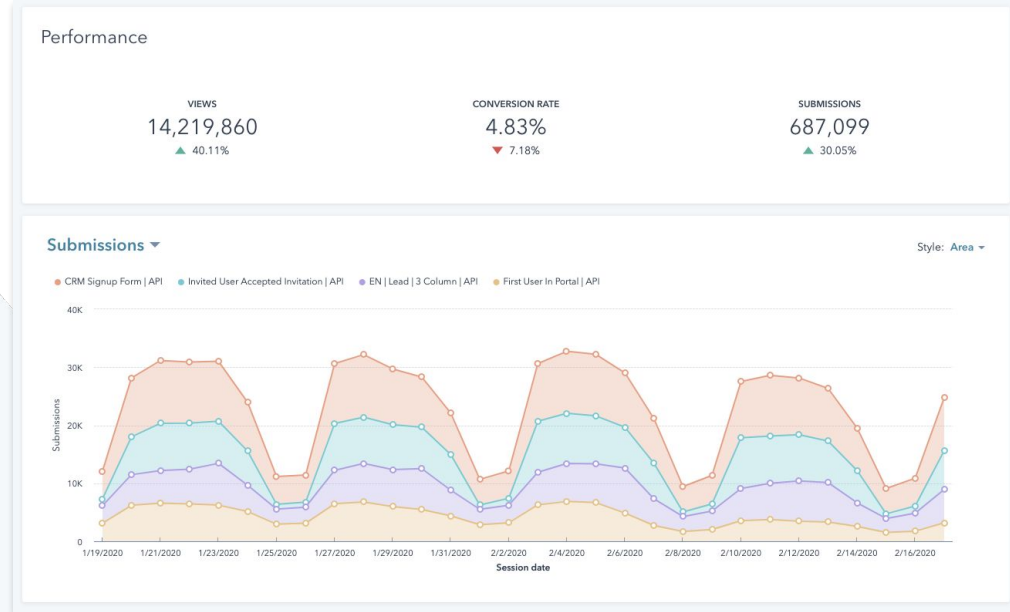 Performance
VIEWS
14,219,860
▲ 40.11%
CONVERSION RATE
4.83%
▼ 7.18%
SUBMISSIONS
687,099
▲ 30.05%
Submissions
Style: Area
CRM Signup Form | API
Invited User Accepted Invitation | API
EN | Lead | 3 Column | API
First User In Portal | API
40K
30K
20K
10K
0
Submissions
1/19/2020
1/21/2020
1/23/2020
1/25/2020
1/27/2020
1/29/2020
1/31/2020
2/2/2020
2/4/2020
2/6/2020
2/8/2020
2/10/2020
2/12/2020
2/14/2020
2/16/2020
Session date